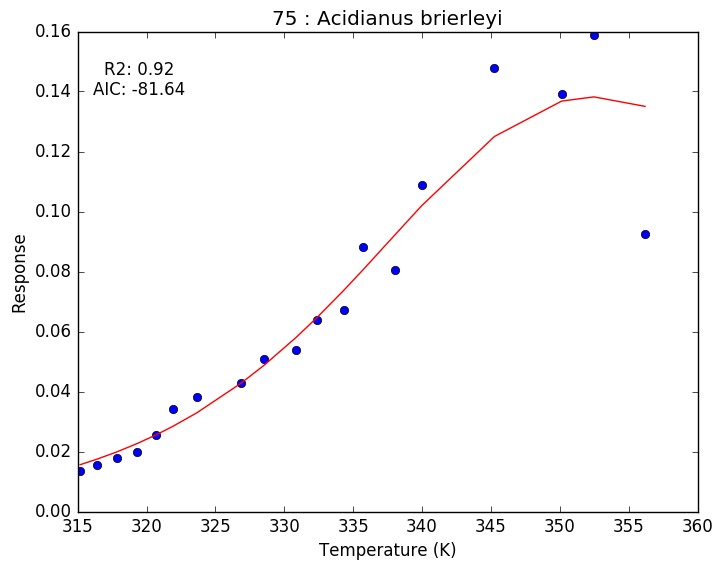 75 : Acidianus brierleyi
R2: 0.92
AIC: -81.64
0.16
0.14
0.12
0.10
0.08
0.06
0.04
0.02
0.00
Response
315 320 325 330 335 340 345 350 355 360
Temperature (K)